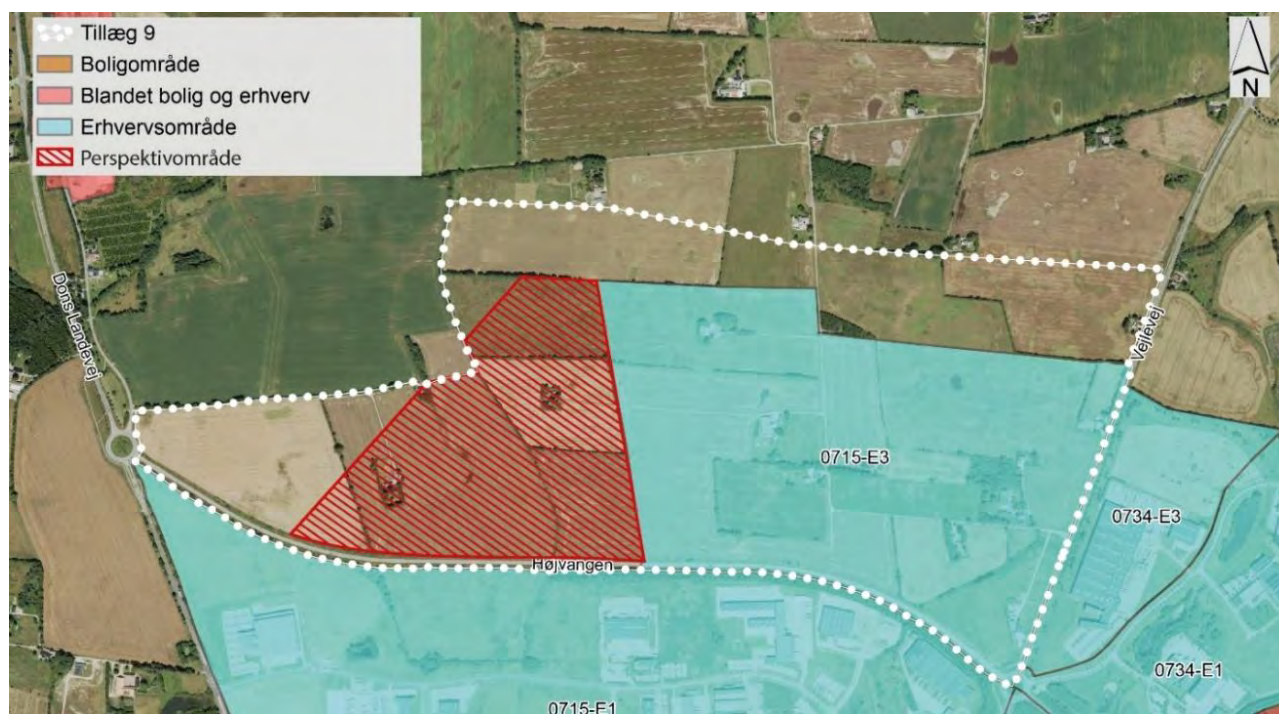 Tillæg 9
Boligområde
Blandet bolig og erhverv
Erhvervsområde
Perspektivområde
N
Dons Landevej
Vejlevej
0715-E3
0734-E3
Højvangen
0734-E1
0715-E1